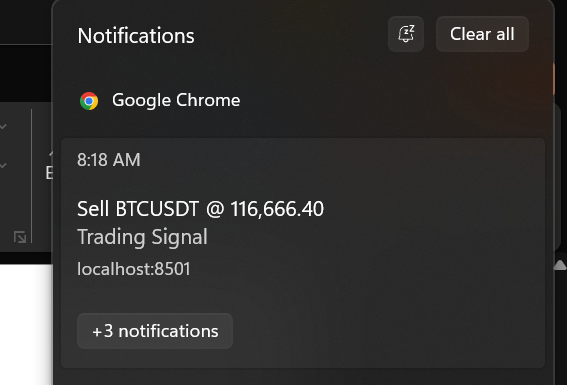 Notifications
Clear all
Google Chrome
8:18 AM
Sell BTCUSDT @ 116,666.40
Trading Signal
localhost:8501
+3 notifications